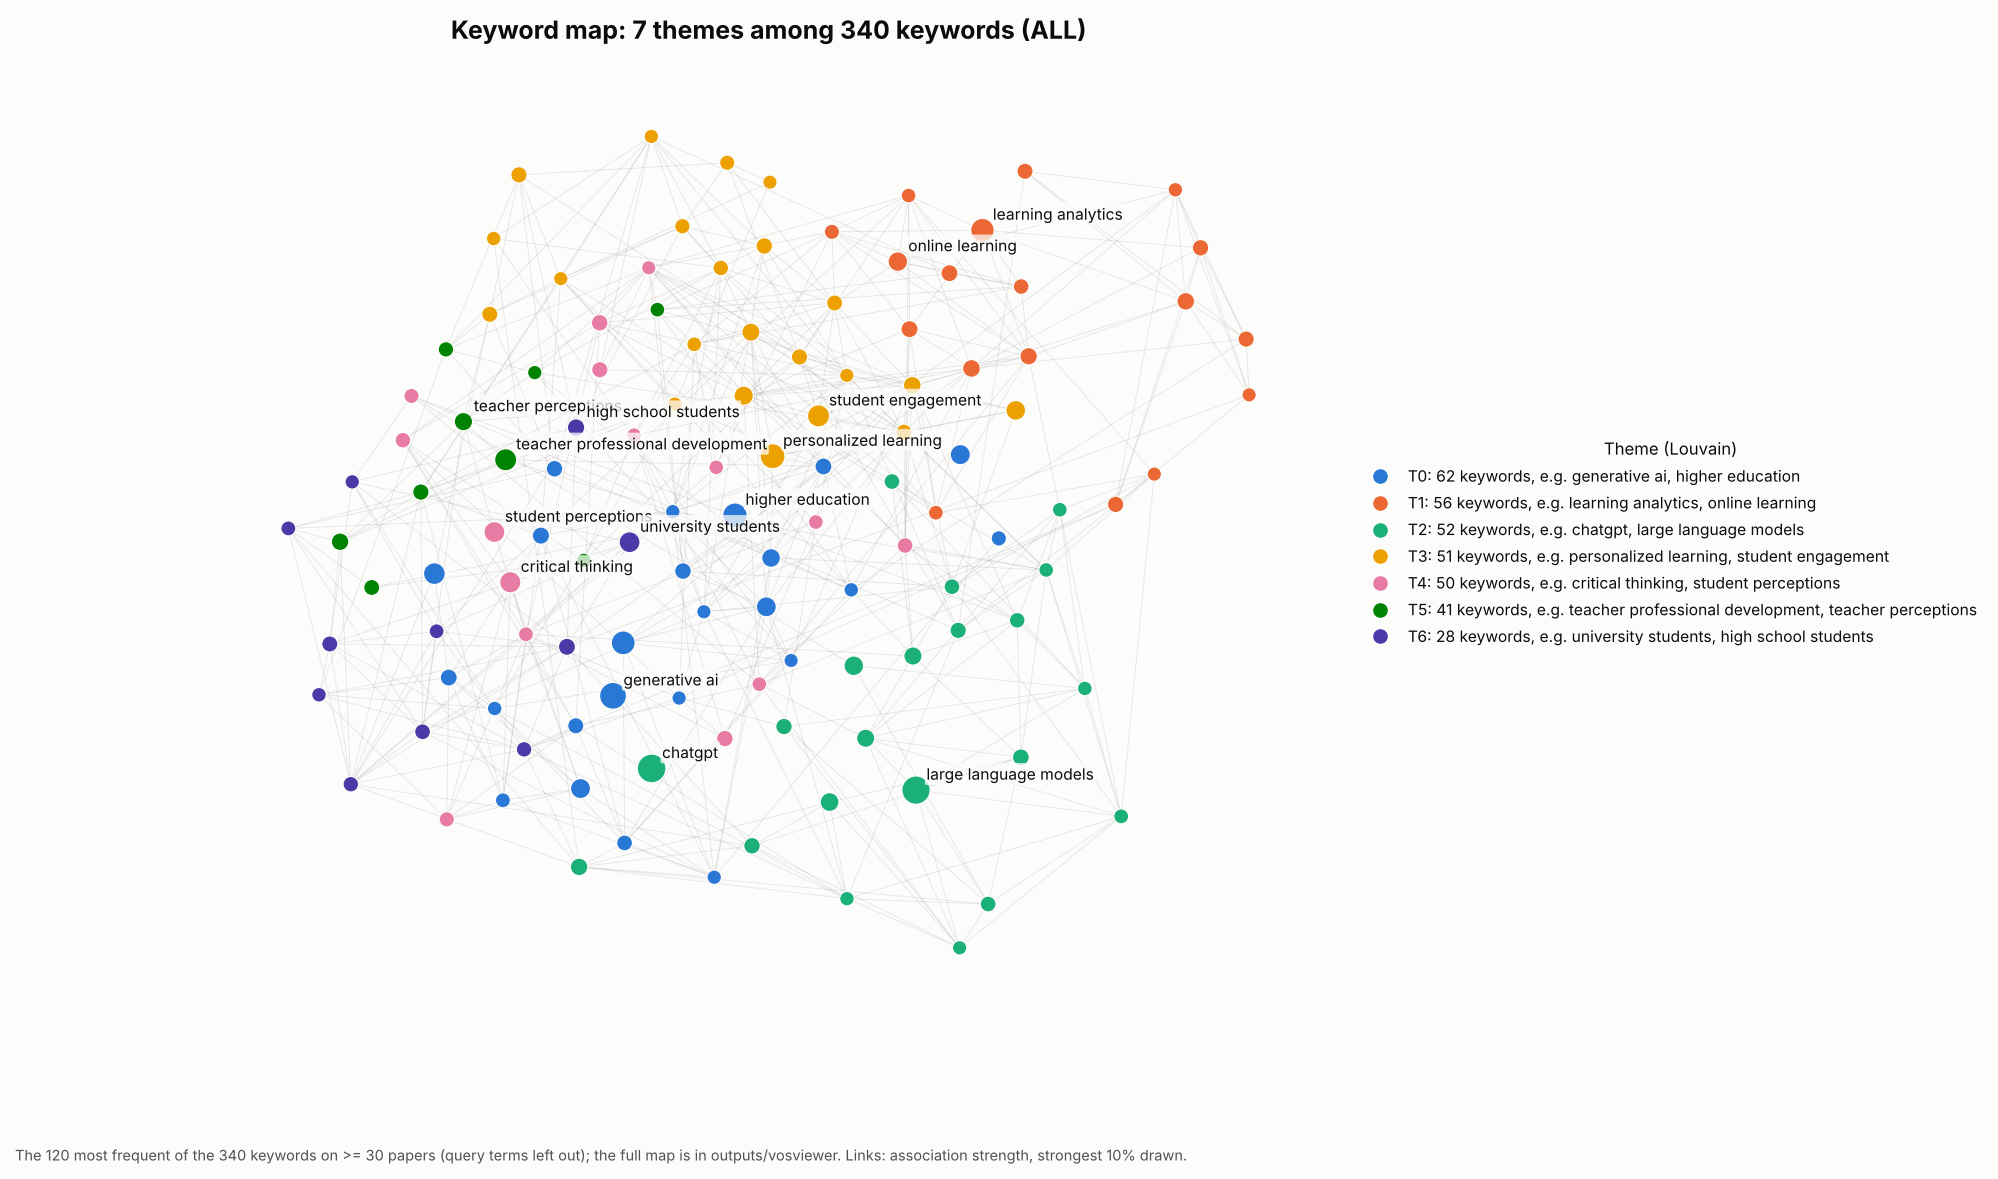 Keyword map: 7 themes among 340 keywords (ALL)
learning analytics
online learning
student engagement
teacher perceptions
high school students
teacher professional development
personalized learning
higher education
student perceptions
university students
critical thinking
generative ai
chatgpt
large language models
Theme (Louvain)
T0: 62 keywords, e.g. generative ai, higher education
T1: 56 keywords, e.g. learning analytics, online learning
T2: 52 keywords, e.g. chatgpt, large language models
T3: 51 keywords, e.g. personalized learning, student engagement
T4: 50 keywords, e.g. critical thinking, student perceptions
T5: 41 keywords, e.g. teacher professional development, teacher perceptions
T6: 28 keywords, e.g. university students, high school students
The 120 most frequent of the 340 keywords on >= 30 papers (query terms left out); the full map is in outputs/vosviewer. Links: association strength, strongest 10% drawn.